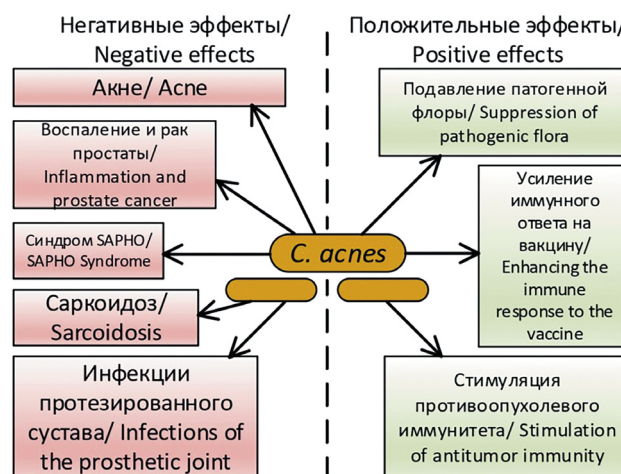 Негативные эффекты/
Negative effects
Положительные эффекты/
Positive effects
Акне/ Acne
Воспаление и рак
простаты/
Inflammation and
prostate cancer
Синдром SAPHO/
SAPHO Syndrome
Саркоидоз/
Sarcoidosis
Инфекции
протезированного
сустава/ Infections of
the prosthetic joint
C. acnes
Подавление патогенной
флоры/ Suppression of
pathogenic flora
Усиление
иммунного
ответа на
вакцину/
Enhancing the
immune
response to the
vaccine
Стимуляция
противоопухолевого
иммунитета/ Stimulation
of antitumor immunity